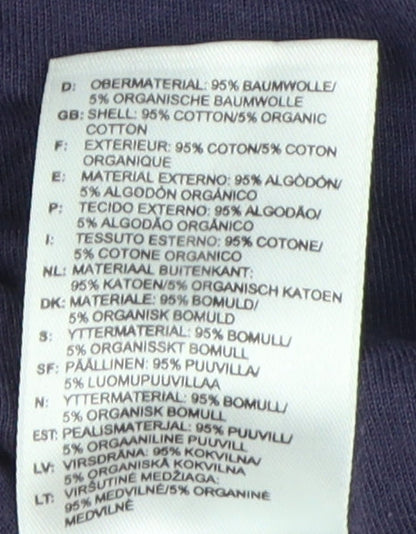 D: OBERMATERIAL: 95% BAUMWOLLE/
5% ORGANISCHE BAUMWOLLE
GB: SHELL: 95% COTTON/5% ORGANIC
COTTON
F: EXTERIEUR: 95% COTON/5% COTON
ORGANIQUE
E: MATERIAL EXTERNO: 95% ALGODÓN/
5% ALGODÓN ORGÁNICO
P: TECIDO EXTERNO: 95% ALGODÃO/
5% ALGODÃO ORGÂNICO
I: TESSUTO ESTERNO: 95% COTONE/
5% COTONE ORGANICO
NL: MATERIAAL BUITENKANT:
95% KATOEN/5% ORGANISCH KATOEN
DK: MATERIALE: 95% BOMULD/
5% ORGANISK BOMULD
S: YTTERMATERIAL: 95% BOMULL/
5% ORGANISSKT BOMULL
SF: PÄÄLLINEN: 95% PUUVILLA/
5% LUOMUPUUVILLAA
N: YTTERMATERIAL: 95% BOMULL/
5% ORGANISK BOMULL
EST: PEALISMATERJAL: 95% PUUVILL/
5% ORGAANILINE PUUVILL
LV: VIRSDRĀNA: 95% KOKVILNA/
5% ORGANISKĀ KOKVILNA
LT: VIRŠUTINĖ MEDŽIAGA:
95% MEDVILNĖ/5% ORGANINĖ
MEDVILNĖ